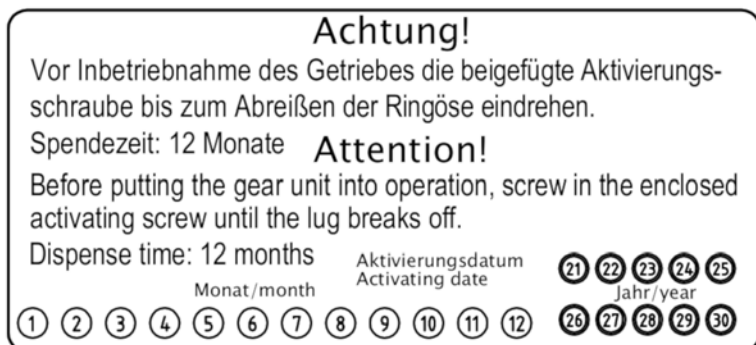 Achtung!
Vor Inbetriebnahme des Getriebes die beigefügte Aktivierungs-
schraube bis zum Abreißen der Ringöse eindrehen.
Spendezeit: 12 Monate
Attention!
Before putting the gear unit into operation, screw in the enclosed
activating screw until the lug breaks off.
Dispense time: 12 months
Aktivierungsdatum
Activating date
Monat/month
1 2 3 4 5 6 7 8 9 10 11 12
21 22 23 24 25
Jahr/year
26 27 28 29 30